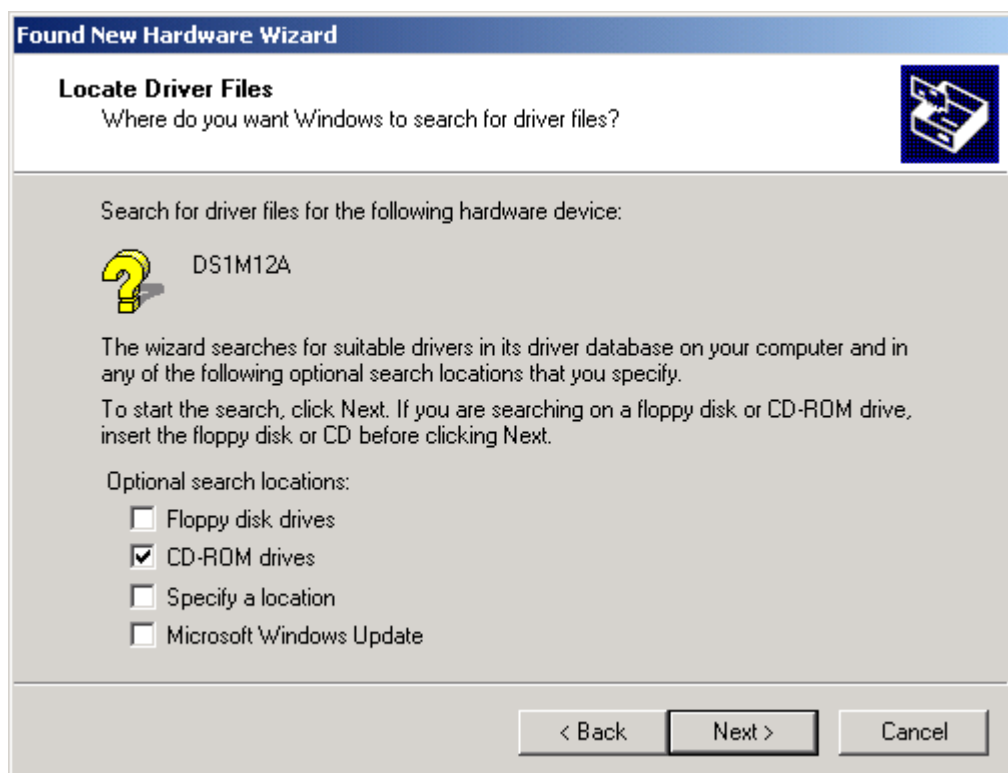 Found New Hardware Wizard
Locate Driver Files
Where do you want Windows to search for driver files?
Search for driver files for the following hardware device:
DS1M12A
The wizard searches for suitable drivers in its driver database on your computer and in
any of the following optional search locations that you specify.
To start the search, click Next. If you are searching on a floppy disk or CD-ROM drive,
insert the floppy disk or CD before clicking Next.
Optional search locations:
Floppy disk drives
CD-ROM drives
Specify a location
Microsoft Windows Update
< Back Next > Cancel